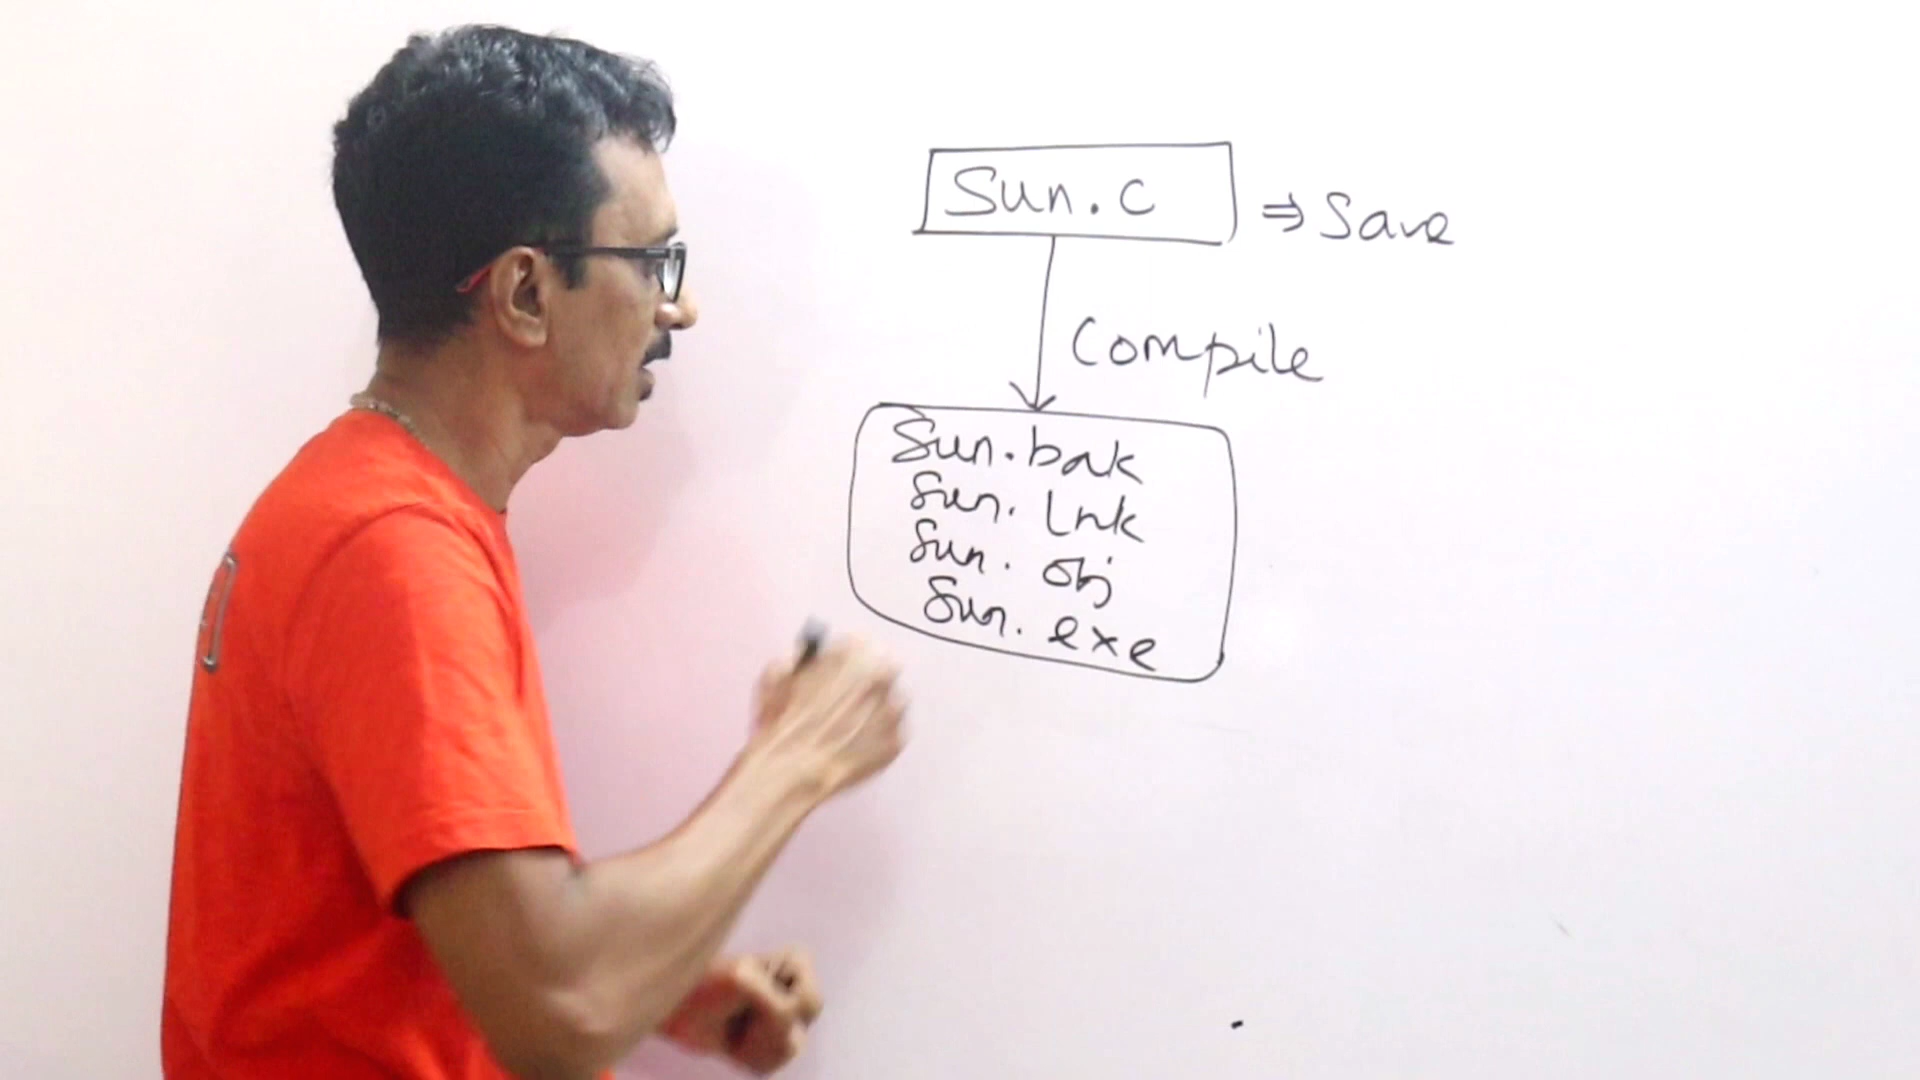 Sun.c ⇒ Save
Compile
Sun.bak
Sun.lnk
Sun.obj
Sun.exe